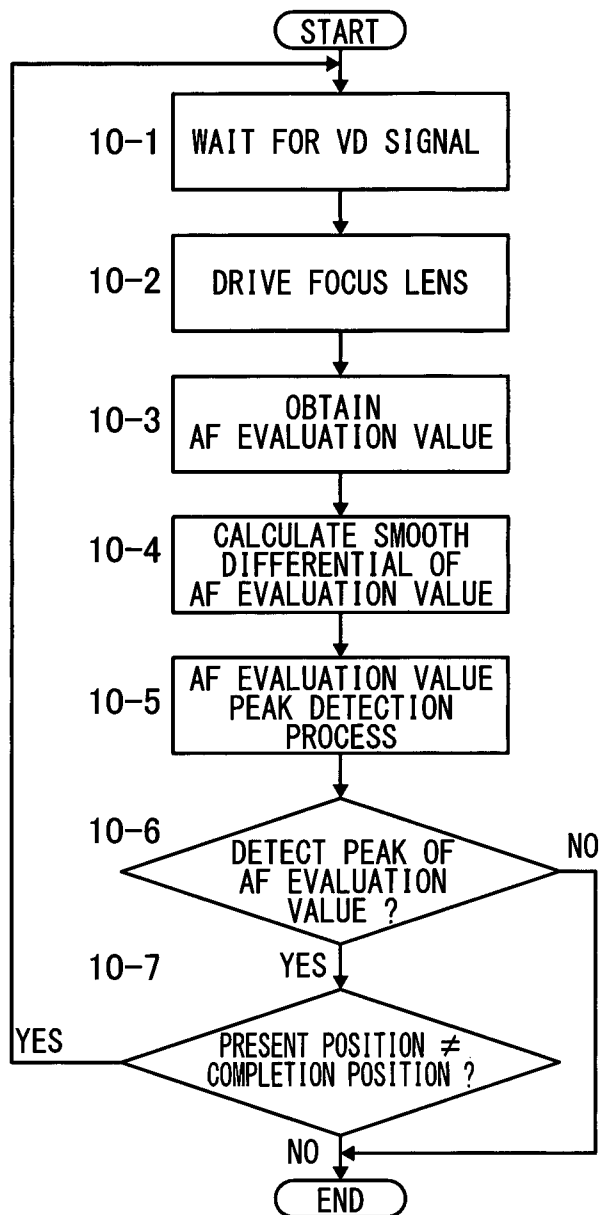 START
10-1
WAIT FOR VD SIGNAL
10-2
DRIVE FOCUS LENS
10-3
OBTAIN
AF EVALUATION VALUE
10-4
CALCULATE SMOOTH
DIFFERENTIAL OF
AF EVALUATION VALUE
10-5
AF EVALUATION VALUE
PEAK DETECTION
PROCESS
10-6
DETECT PEAK OF
AF EVALUATION
VALUE ?
NO
YES
10-7
PRESENT POSITION ≠
COMPLETION POSITION ?
YES
NO
END